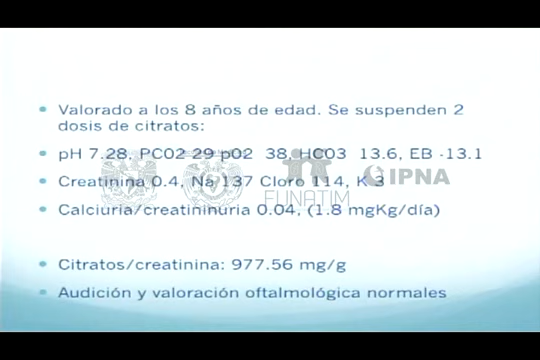 Valorado a los 8 años de edad. Se suspenden 2
dosis de citratos:
pH 7.28, PCO2 29 p02 38, HCO3 13.6, EB -13.1
Creatinina 0.4, Na 137 Cloro 114, K 3
IPNA
FUNATIM
Calciuria/creatininuria 0.04, (1.8 mgKg/día)
Citratos/creatinina: 977.56 mg/g
Audición y valoración oftalmológica normales